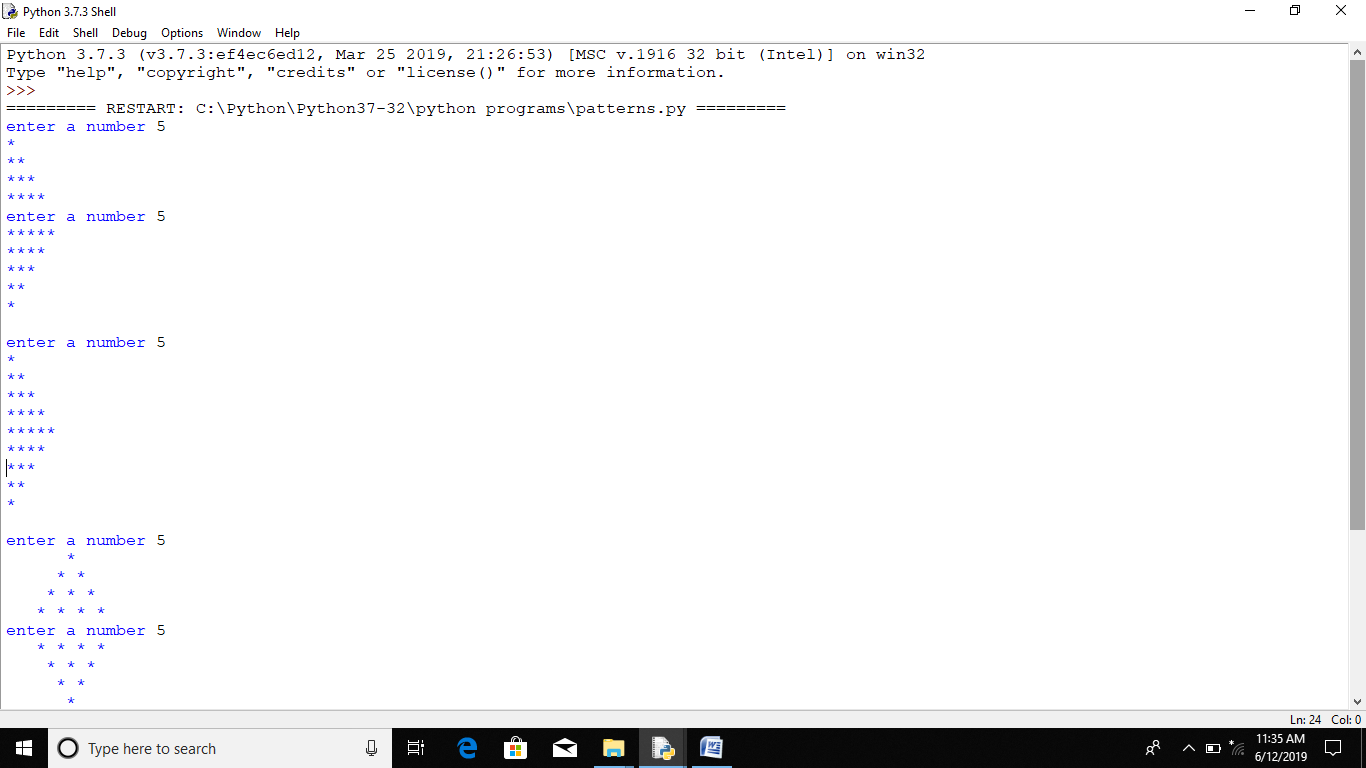 Python 3.7.3 Shell
File Edit Shell Debug Options Window Help
Python 3.7.3 (v3.7.3:ef4ec6ed12, Mar 25 2019, 21:26:53) [MSC v.1916 32 bit (Intel)] on win32
Type "help", "copyright", "credits" or "license()" for more information.
>>>
========= RESTART: C:\Python\Python37-32\python programs\patterns.py =========
enter a number 5
*
**
***
****
enter a number 5
*****
****
***
**
*
enter a number 5
*
**
***
****
*****
****
***
**
*
enter a number 5
      *
     * *
    * * *
   * * * *
enter a number 5
   * * * *
    * * *
     * *
      *
Ln: 24 Col: 0
Type here to search
11:35 AM
6/12/2019